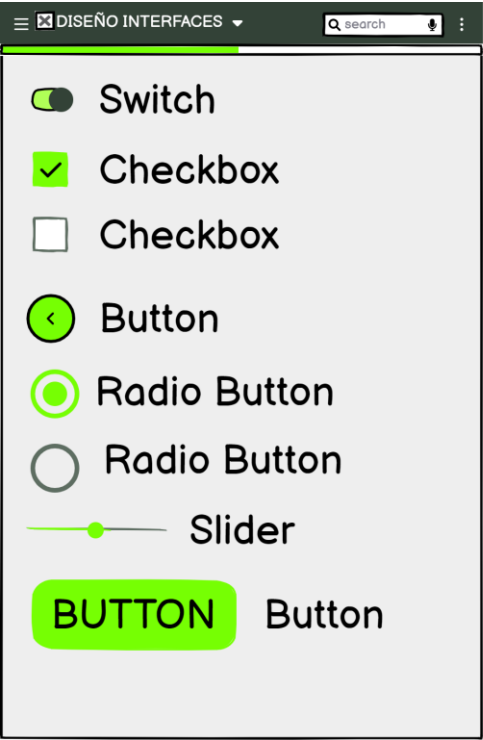 DISEÑO INTERFACES
search
Switch
Checkbox
Checkbox
Button
Radio Button
Radio Button
Slider
BUTTON Button